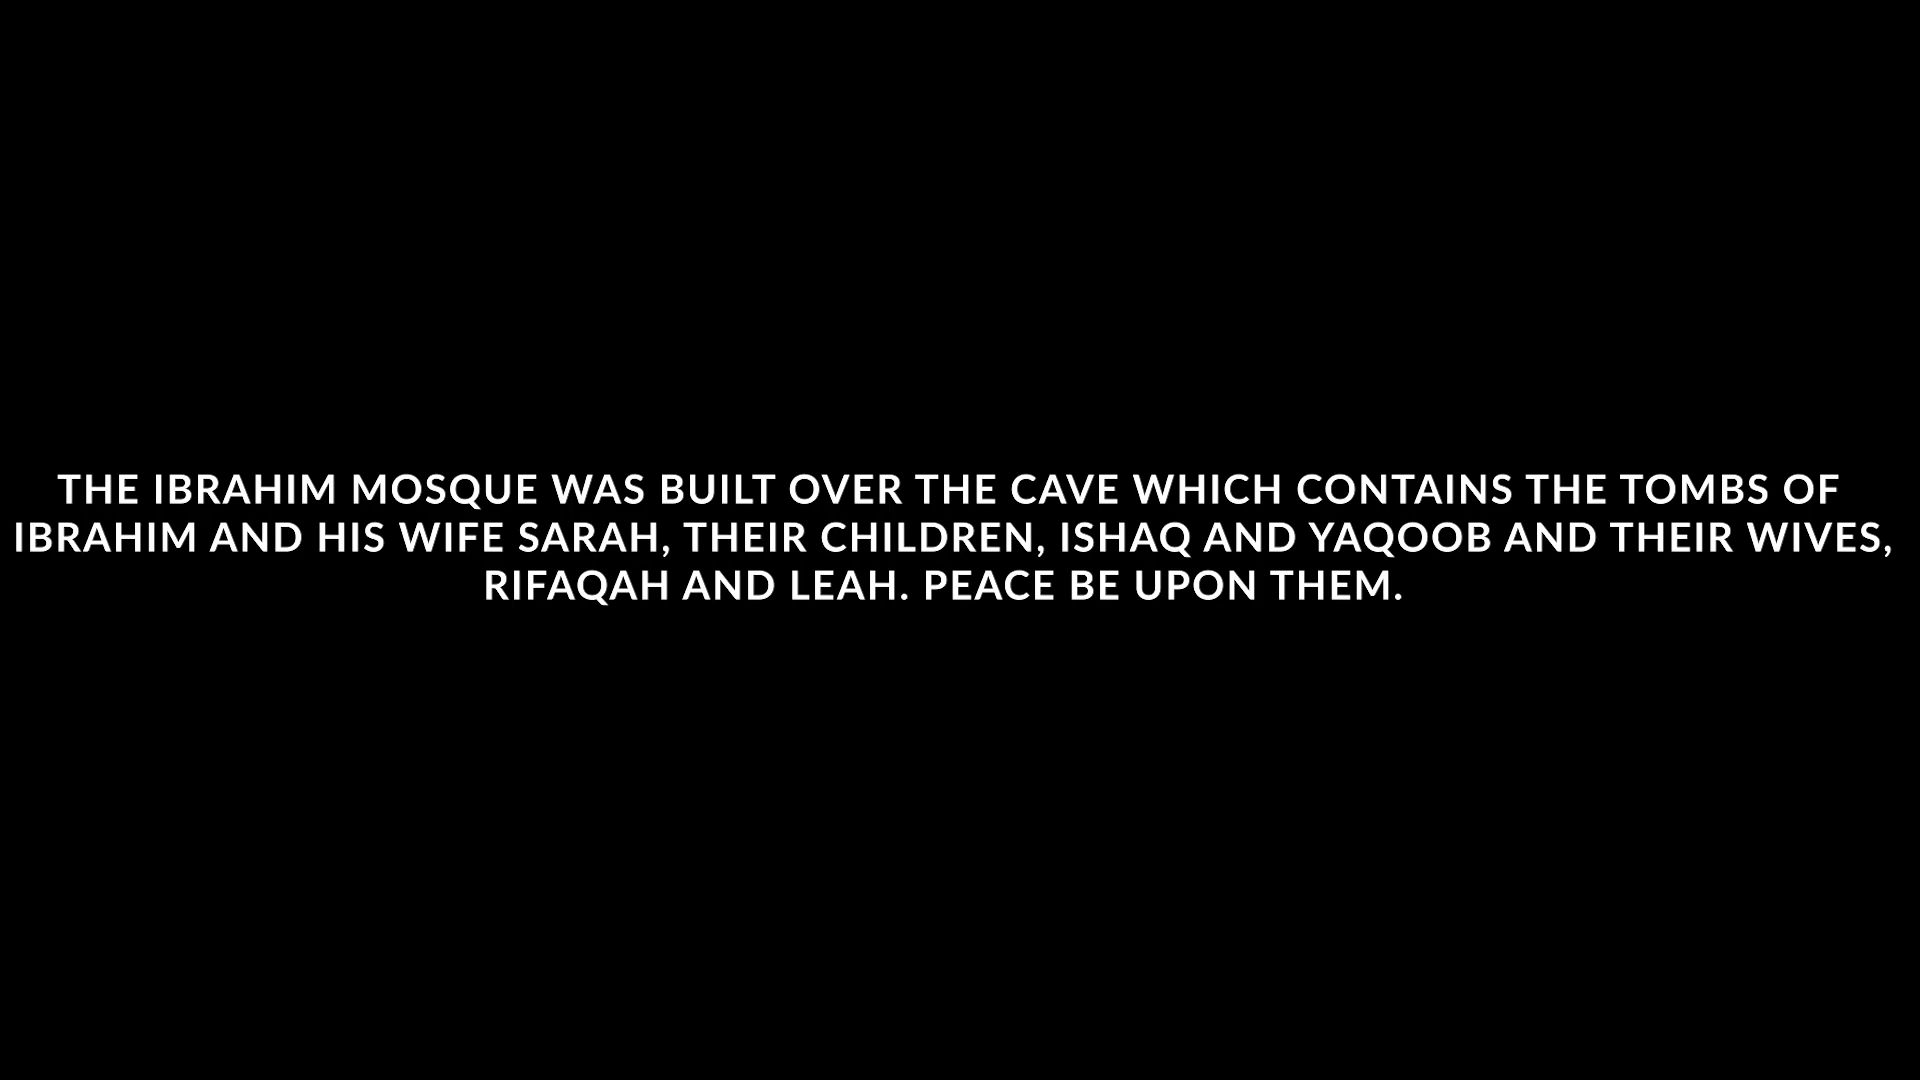 THE IBRAHIM MOSQUE WAS BUILT OVER THE CAVE WHICH CONTAINS THE TOMBS OF
IBRAHIM AND HIS WIFE SARAH, THEIR CHILDREN, ISHAQ AND YAQOOB AND THEIR WIVES,
RIFAQAH AND LEAH. PEACE BE UPON THEM.